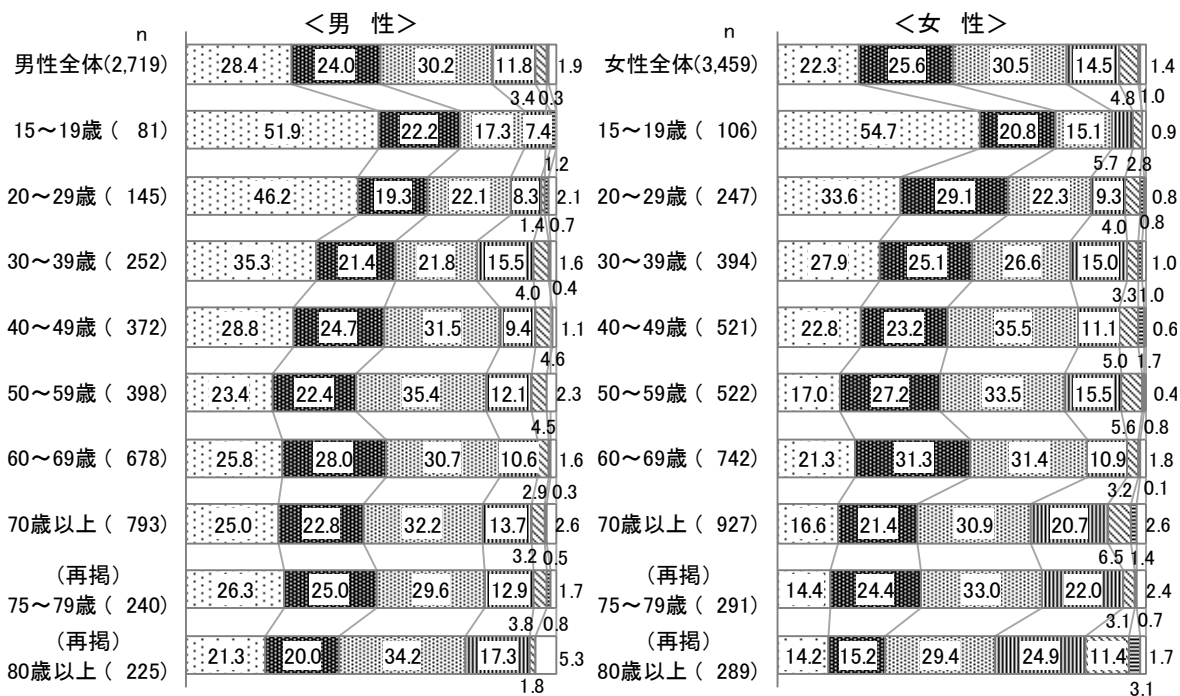 ＜男　性＞ ＜女　性＞
n n
男性全体(2,719) 28.4 24.0 30.2 11.8 1.9 女性全体(3,459) 22.3 25.6 30.5 14.5 1.4
3.4 0.3 4.8 1.0
15～19歳 ( 81) 51.9 22.2 17.3 7.4 15～19歳 ( 106) 54.7 20.8 15.1 0.9
1.2 5.7 2.8
20～29歳 ( 145) 46.2 19.3 22.1 8.3 2.1 20～29歳 ( 247) 33.6 29.1 22.3 9.3 0.8
1.4 0.7 4.0 0.8
30～39歳 ( 252) 35.3 21.4 21.8 15.5 1.6 30～39歳 ( 394) 27.9 25.1 26.6 15.0 1.0
4.0 0.4 3.3 1.0
40～49歳 ( 372) 28.8 24.7 31.5 9.4 1.1 40～49歳 ( 521) 22.8 23.2 35.5 11.1 0.6
4.6 5.0 1.7
50～59歳 ( 398) 23.4 22.4 35.4 12.1 2.3 50～59歳 ( 522) 17.0 27.2 33.5 15.5 0.4
4.5 5.6 0.8
60～69歳 ( 678) 25.8 28.0 30.7 10.6 1.6 60～69歳 ( 742) 21.3 31.3 31.4 10.9 1.8
2.9 0.3 3.2 0.1
70歳以上 ( 793) 25.0 22.8 32.2 13.7 2.6 70歳以上 ( 927) 16.6 21.4 30.9 20.7 2.6
3.2 0.5 6.5 1.4
(再掲) (再掲)
75～79歳 ( 240) 26.3 25.0 29.6 12.9 1.7 75～79歳 ( 291) 14.4 24.4 33.0 22.0 2.4
3.8 0.8 3.1 0.7
(再掲) (再掲)
80歳以上 ( 225) 21.3 20.0 34.2 17.3 5.3 80歳以上 ( 289) 14.2 15.2 29.4 24.9 11.4 1.7
1.8 3.1